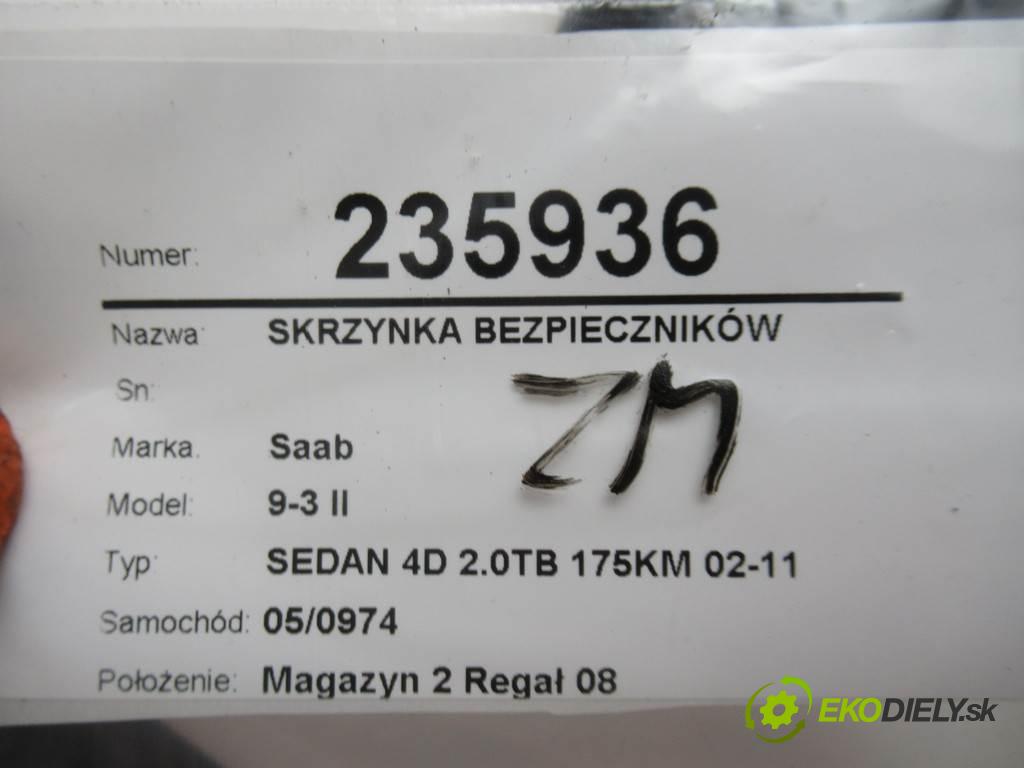 Numer: 235936
Nazwa: SKRZYNKA BEZPIECZNIKÓW
Sn:
ZM
Marka: Saab
Model: 9-3 II
Typ: SEDAN 4D 2.0TB 175KM 02-11
Samochód: 05/0974
Położenie: Magazyn 2 Regał 08
EKODIELY.sk